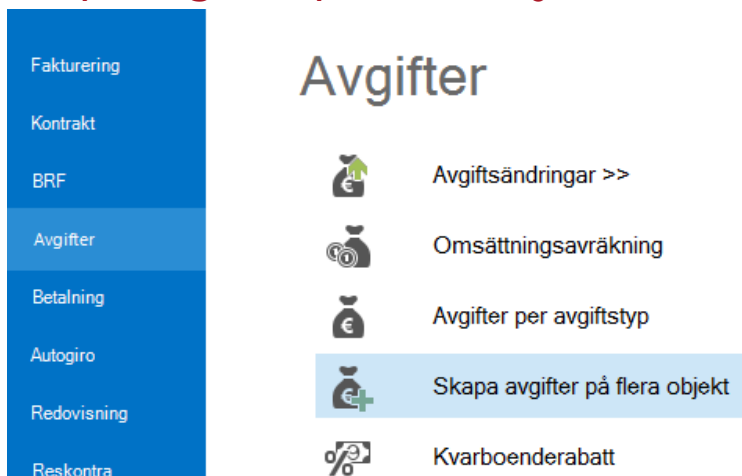 Fakturering
Kontrakt
BRF
Avgifter
Betalning
Autogiro
Redovisning
Reskontra
Avgifter
Avgiftsändringar >>
Omsättningsavräkning
Avgifter per avgiftstyp
Skapa avgifter på flera objekt
Kvarboenderabatt